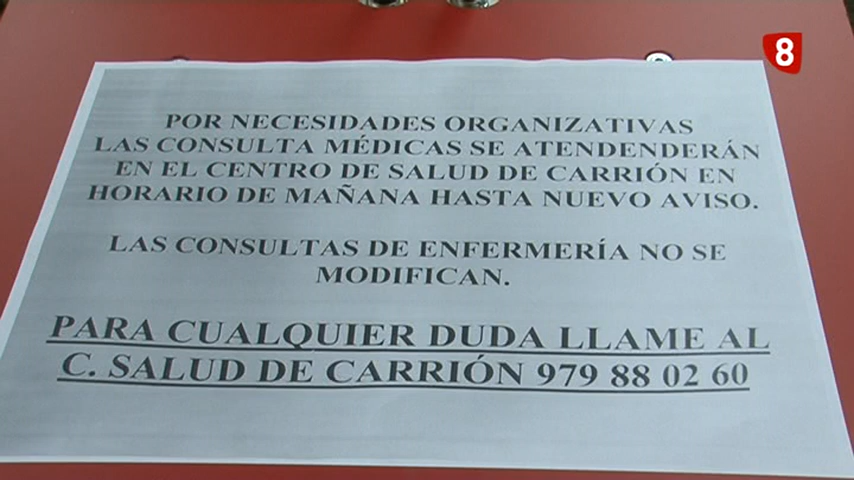 8
POR NECESIDADES ORGANIZATIVAS
LAS CONSULTA MÉDICAS SE ATENDENDERÁN
EN EL CENTRO DE SALUD DE CARRIÓN EN
HORARIO DE MAÑANA HASTA NUEVO AVISO.
LAS CONSULTAS DE ENFERMERÍA NO SE
MODIFICAN.
PARA CUALQUIER DUDA LLAME AL
C. SALUD DE CARRIÓN 979 88 02 60